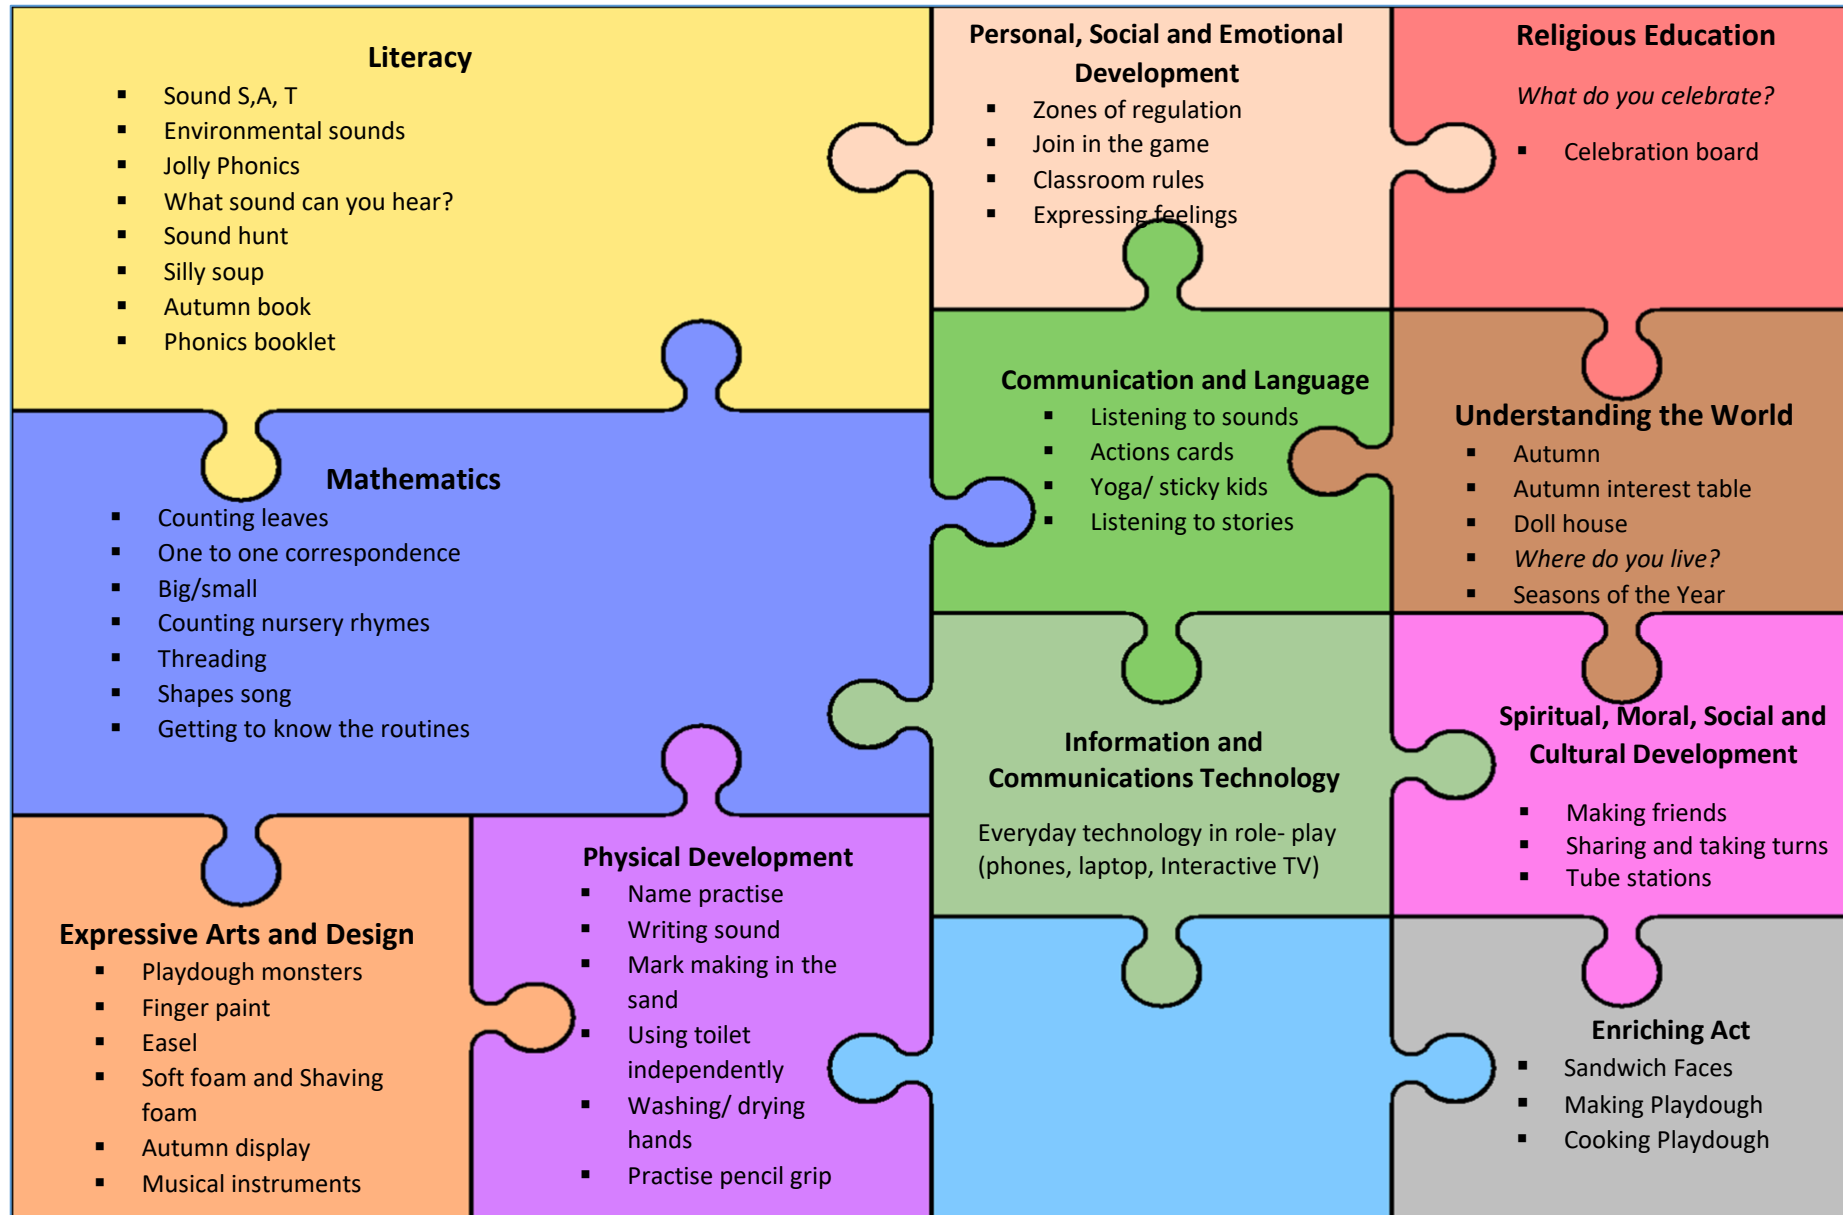 Literacy
▪ Sound S,A, T
▪ Environmental sounds
▪ Jolly Phonics
▪ What sound can you hear?
▪ Sound hunt
▪ Silly soup
▪ Autumn book
▪ Phonics booklet
Personal, Social and Emotional
Development
▪ Zones of regulation
▪ Join in the game
▪ Classroom rules
▪ Expressing feelings
Religious Education
What do you celebrate?
▪ Celebration board
Mathematics
▪ Counting leaves
▪ One to one correspondence
▪ Big/small
▪ Counting nursery rhymes
▪ Threading
▪ Shapes song
▪ Getting to know the routines
Communication and Language
▪ Listening to sounds
▪ Actions cards
▪ Yoga/ sticky kids
▪ Listening to stories
Understanding the World
▪ Autumn
▪ Autumn interest table
▪ Doll house
▪ Where do you live?
▪ Seasons of the Year
Information and
Communications Technology
Everyday technology in role- play
(phones, laptop, Interactive TV)
Spiritual, Moral, Social and
Cultural Development
▪ Making friends
▪ Sharing and taking turns
▪ Tube stations
Expressive Arts and Design
▪ Playdough monsters
▪ Finger paint
▪ Easel
▪ Soft foam and Shaving
foam
▪ Autumn display
▪ Musical instruments
Physical Development
▪ Name practise
▪ Writing sound
▪ Mark making in the
sand
▪ Using toilet
independently
▪ Washing/ drying
hands
▪ Practise pencil grip
Enriching Act
▪ Sandwich Faces
▪ Making Playdough
▪ Cooking Playdough